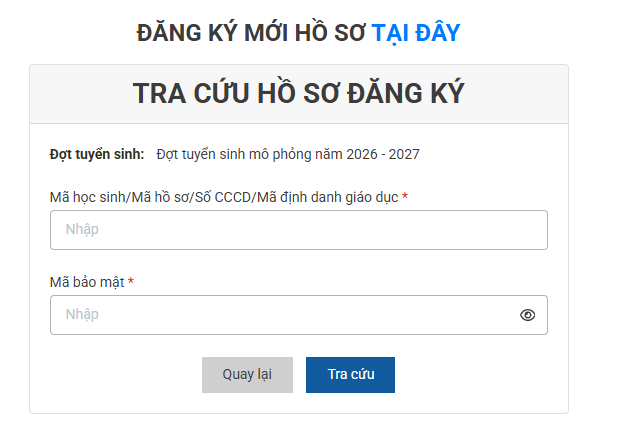 ĐĂNG KÝ MỚI HỒ SƠ TẠI ĐÂY
TRA CỨU HỒ SƠ ĐĂNG KÝ
Đợt tuyển sinh: Đợt tuyển sinh mô phỏng năm 2026 - 2027
Mã học sinh/Mã hồ sơ/Số CCCD/Mã định danh giáo dục *
Nhập
Mã bảo mật *
Nhập
Quay lại Tra cứu